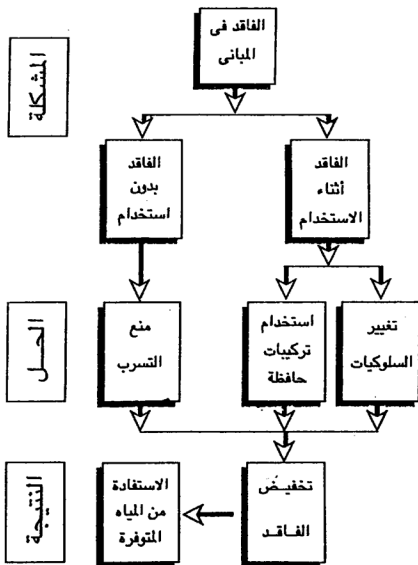 المشكلة
الفاقد فى
المبانى
الفاقد
أثناء
الاستخدام
الفاقد
بدون
استخدام
الحل
تغيير
السلوكيات
استخدام
تركيبات
حافظة
منع
التسرب
النتيجة
تخفيض
الفاقد
الاستفادة
من المياه
المتوفرة